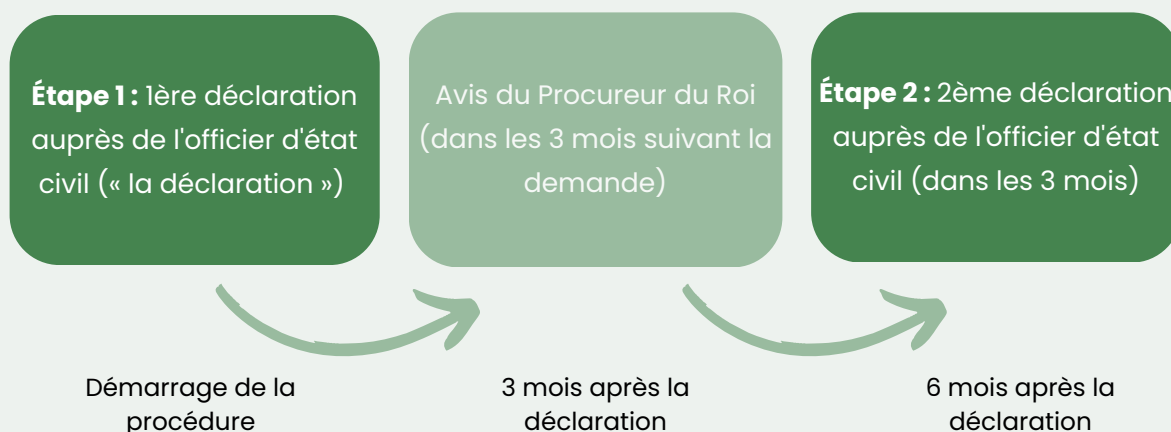 Étape 1 : 1ère déclaration
auprès de l'officier d'état
civil (« la déclaration »)
Avis du Procureur du Roi
(dans les 3 mois suivant la
demande)
Étape 2 : 2ème déclaration
auprès de l'officier d'état
civil (dans les 3 mois)
Démarrage de la
procédure
3 mois après la
déclaration
6 mois après la
déclaration